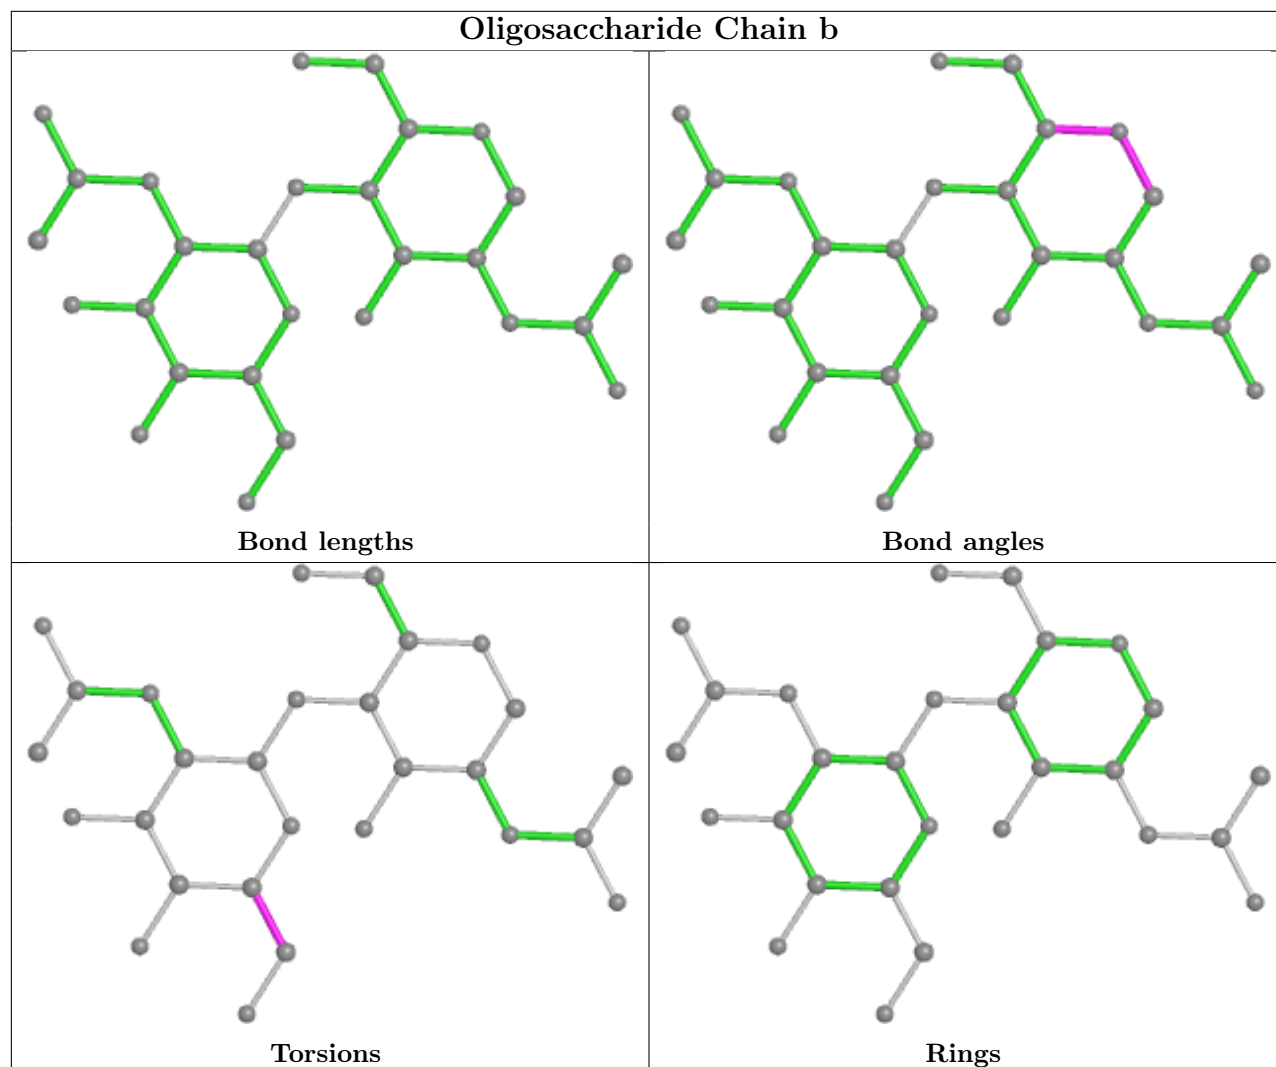 Oligosaccharide Chain b
Bond lengths
Bond angles
Torsions
Rings